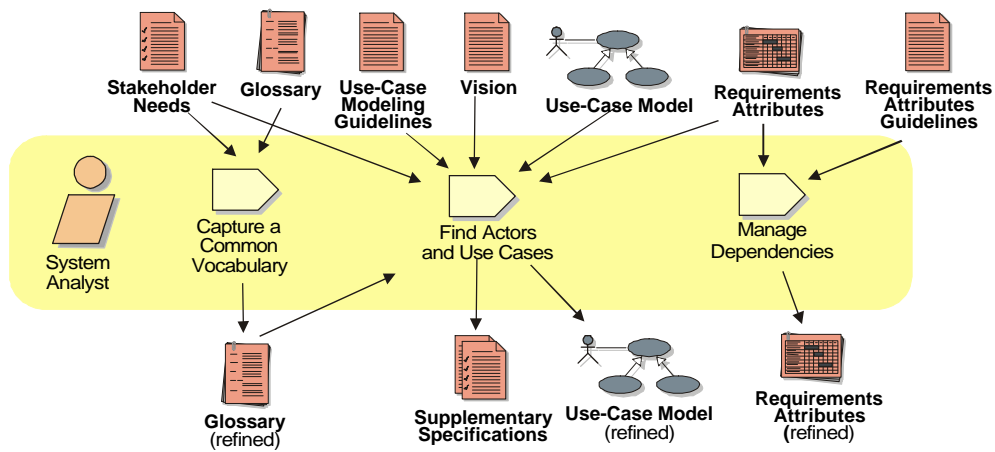 Stakeholder
Needs
Glossary
Use-Case
Modeling
Guidelines
Vision
Use-Case Model
Requirements
Attributes
Requirements
Attributes
Guidelines
System
Analyst
Capture a
Common
Vocabulary
Find Actors
and Use Cases
Manage
Dependencies
Glossary
(refined)
Supplementary
Specifications
Use-Case Model
(refined)
Requirements
Attributes
(refined)